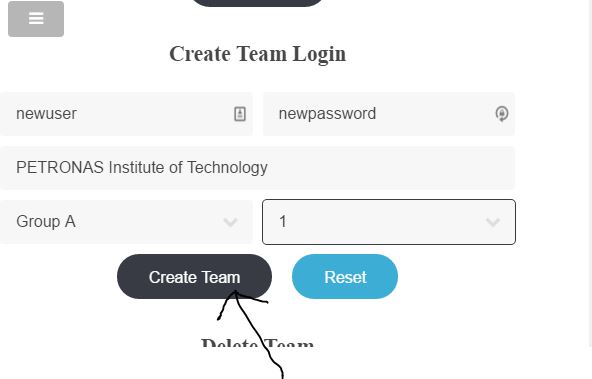 Create Team Login
newuser
newpassword
PETRONAS Institute of Technology
Group A
1
Create Team
Reset
Delete Team